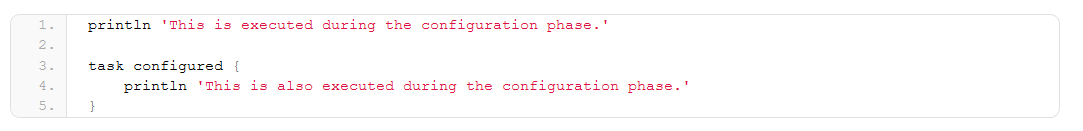 1. println 'This is executed during the configuration phase.'
2.
3. task configured {
4.     println 'This is also executed during the configuration phase.'
5. }